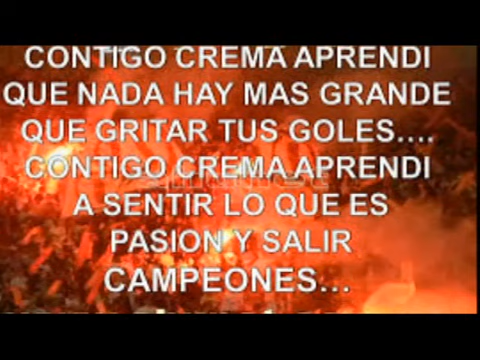 CONTIGO CREMA APRENDI
QUE NADA HAY MAS GRANDE
QUE GRITAR TUS GOLES....
CONTIGO CREMA APRENDI
A SENTIR LO QUE ES
PASION Y SALIR
CAMPEONES...